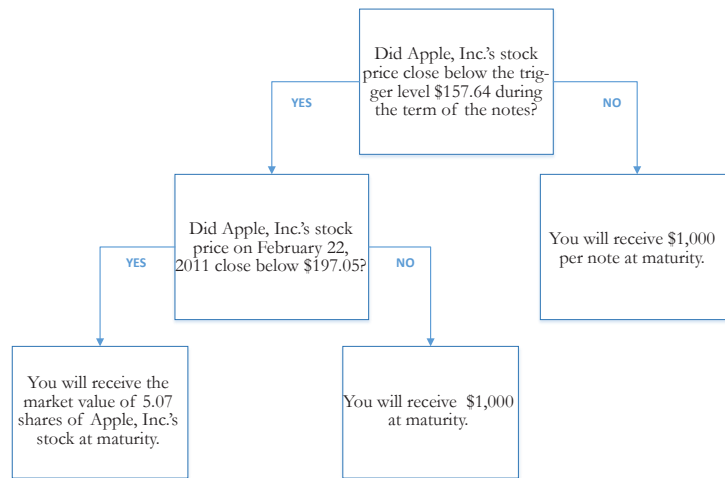 Did Apple, Inc.'s stock
price close below the trig-
ger level $157.64 during
the term of the notes?
YES
NO
Did Apple, Inc.'s stock
price on February 22,
2011 close below $197.05?
You will receive $1,000
per note at maturity.
YES
NO
You will receive the
market value of 5.07
shares of Apple, Inc.'s
stock at maturity.
You will receive $1,000
at maturity.